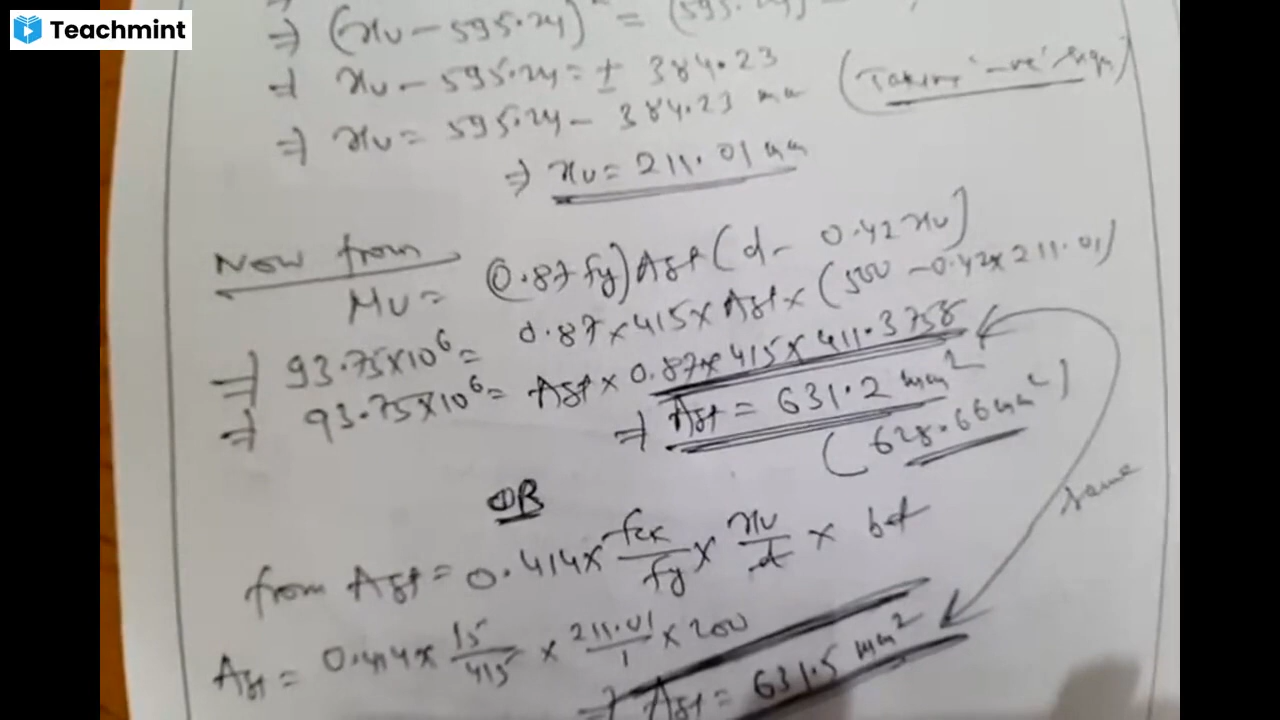 Teachmint
⇒ (xu - 595.24)² = (595.24)
⇒ xu - 595.24 = ± 384.23
⇒ xu = 595.24 - 384.23 mm (Taking '-ve' sign)
⇒ xu = 211.01 mm
Now from
Mu = (0.87 fy) Ast (d - 0.42 xu)
⇒ 93.75×10⁶ = 0.87×415×Ast×(500 - 0.42×211.01)
⇒ 93.75×10⁶ = Ast × 0.87×415×411.3758
⇒ Ast = 631.2 mm²
(628.66 mm²)
same
OR
from Ast = 0.414× fck/fy × xu/d × bd
Ast = 0.414× 15/415 × 211.01/1 × 200
⇒ Ast = 631.5 mm²